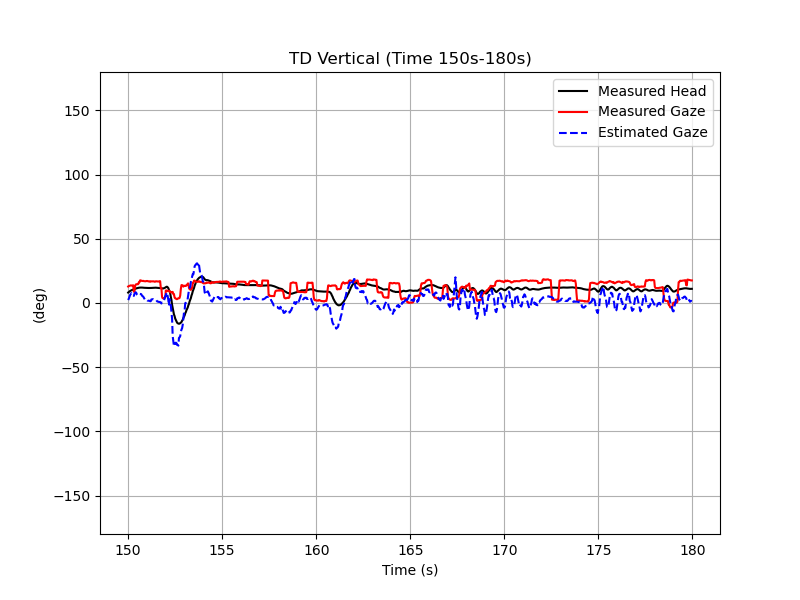 TD Vertical (Time 150s-180s)
Measured Head
Measured Gaze
Estimated Gaze
150
100
50
0
−50
−100
−150
(deg)
150 155 160 165 170 175 180
Time (s)